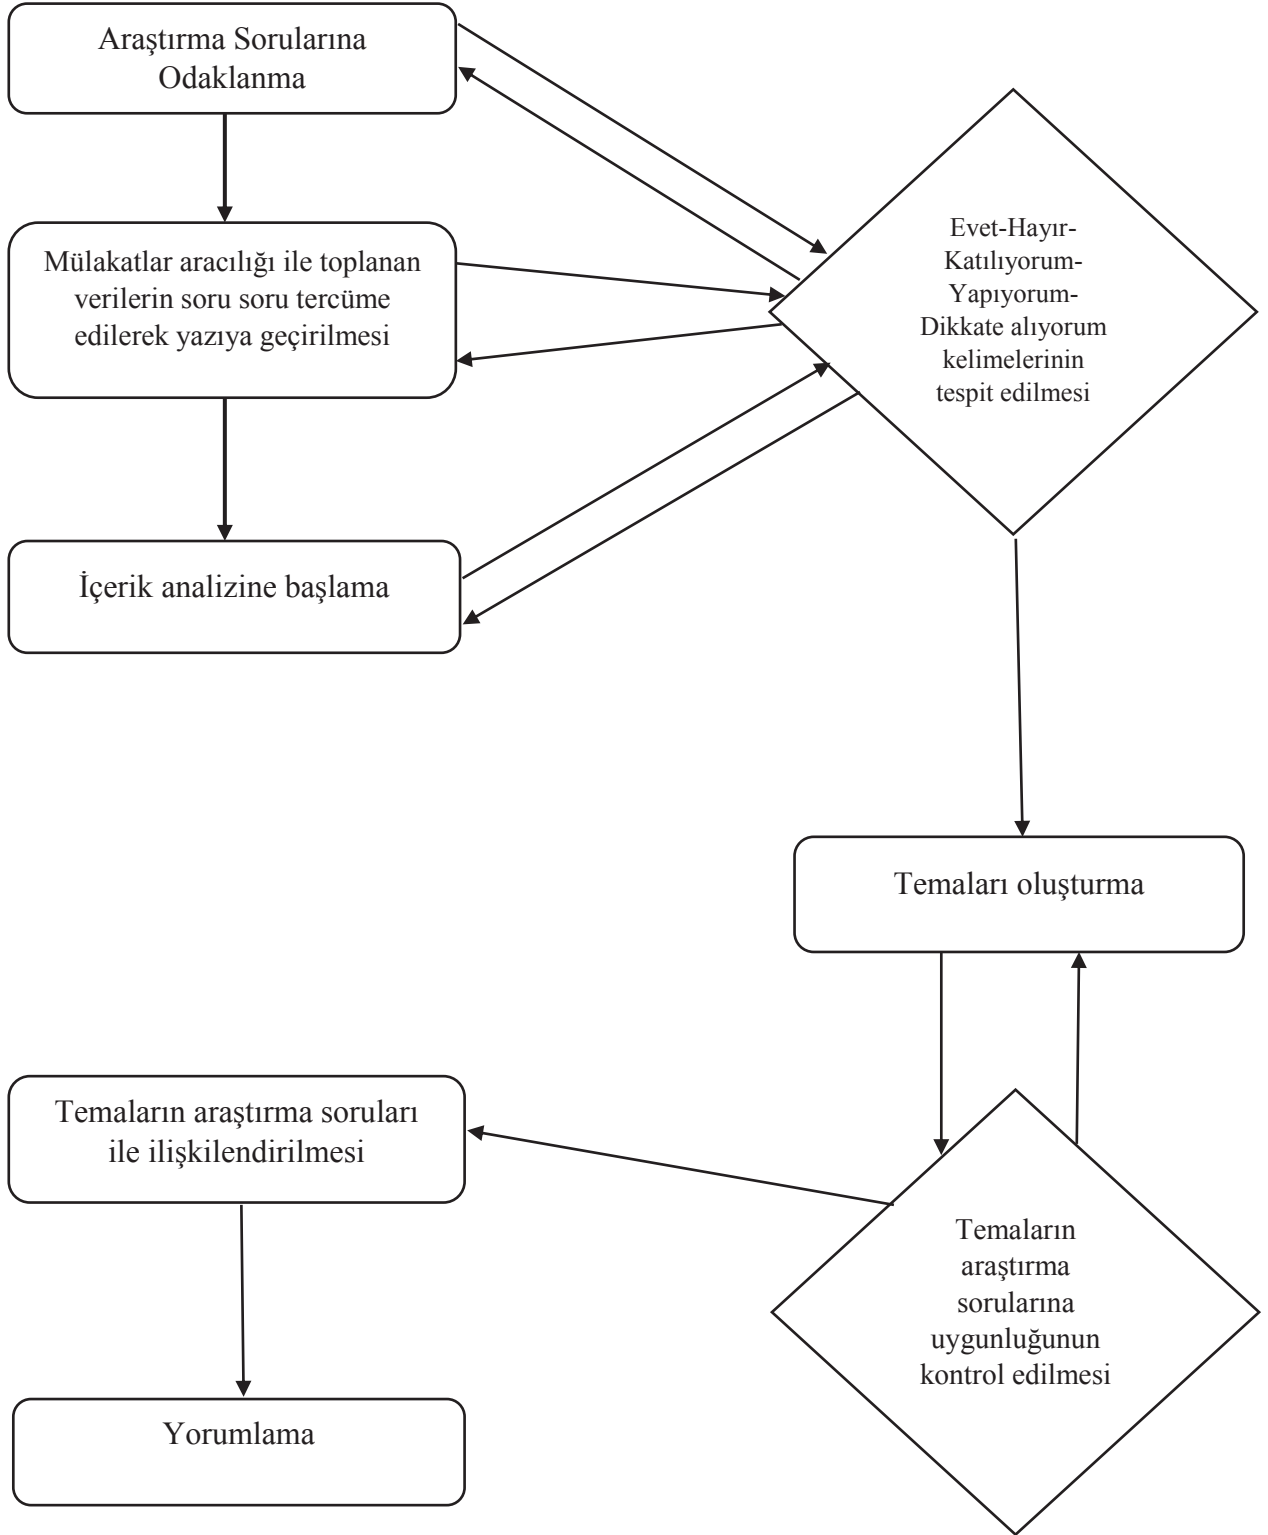 Araştırma Sorularına
Odaklanma
Mülakatlar aracılığı ile toplanan
verilerin soru soru tercüme
edilerek yazıya geçirilmesi
Evet-Hayır-
Katılıyorum-
Yapıyorum-
Dikkate alıyorum
kelimelerinin
tespit edilmesi
İçerik analizine başlama
Temaları oluşturma
Temaların araştırma soruları
ile ilişkilendirilmesi
Temaların
araştırma
sorularına
uygunluğunun
kontrol edilmesi
Yorumlama